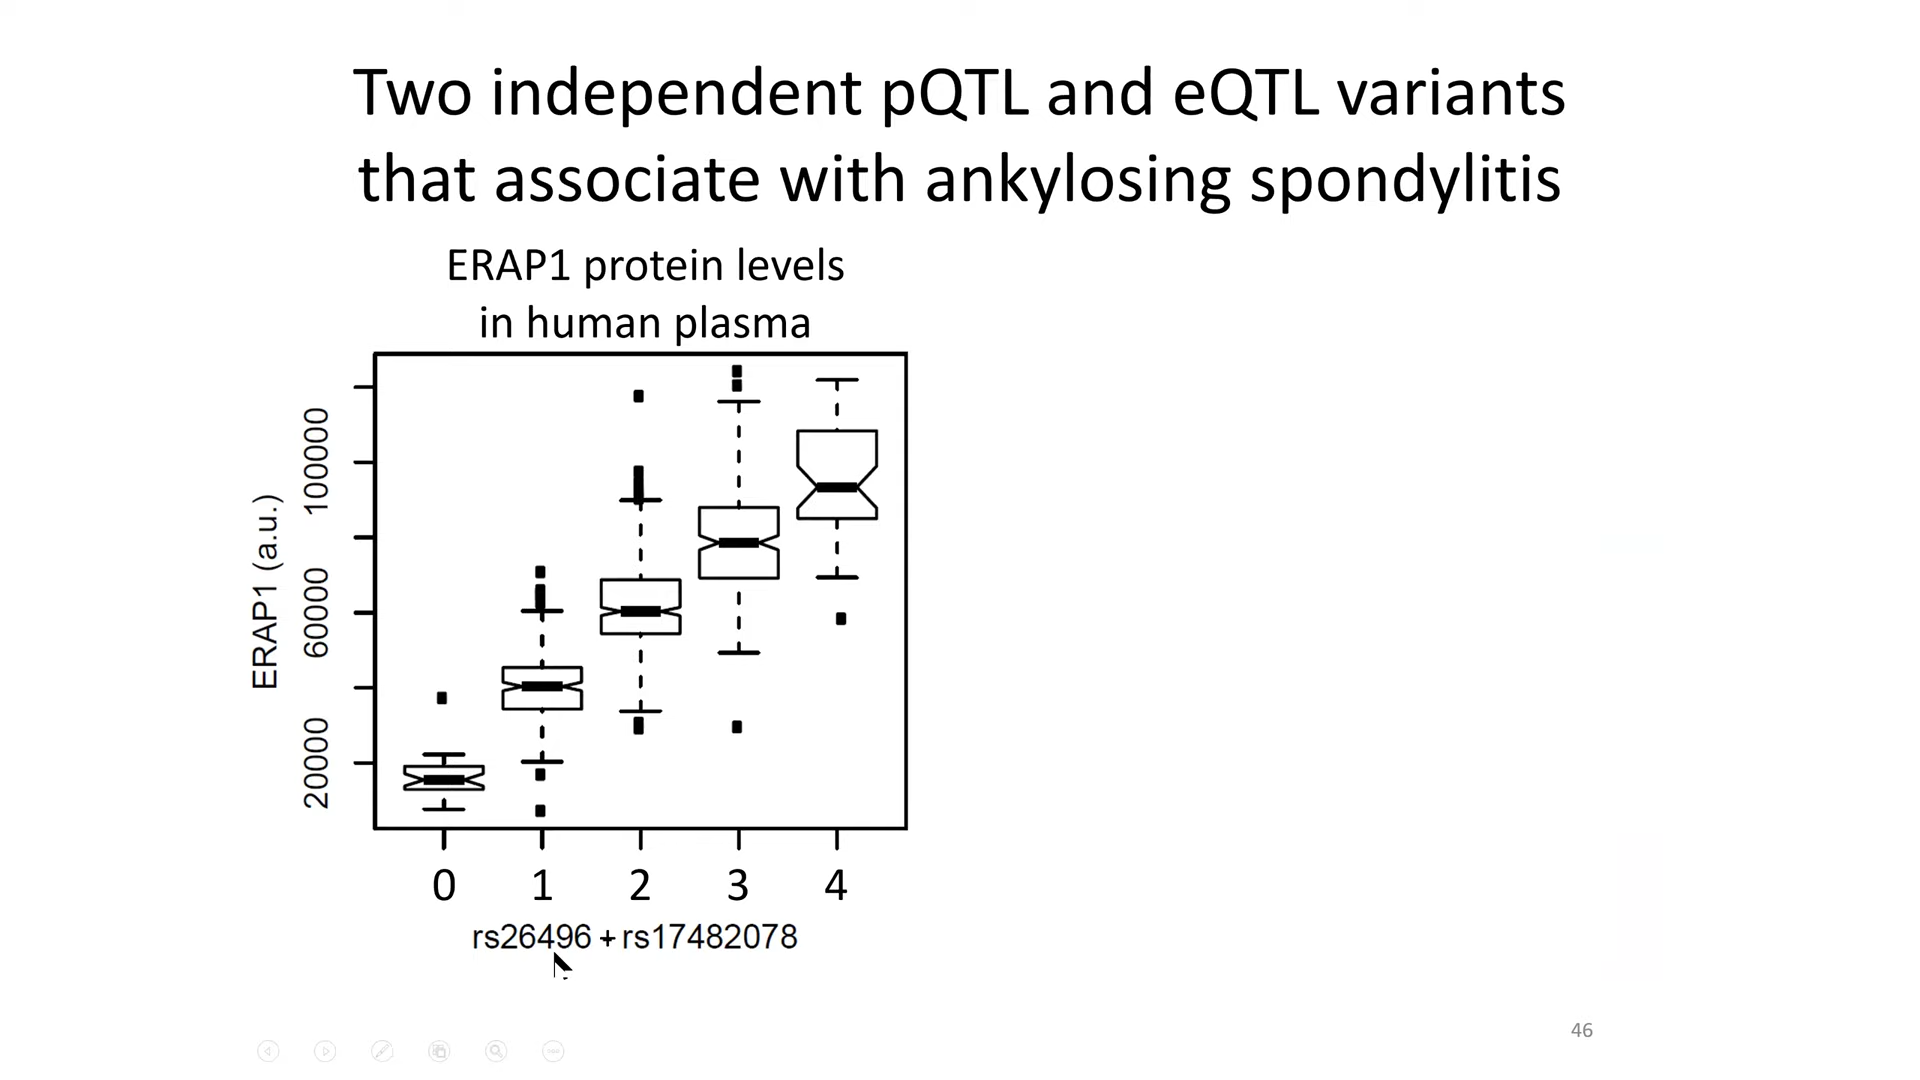 Two independent pQTL and eQTL variants
that associate with ankylosing spondylitis
ERAP1 protein levels
in human plasma
ERAP1 (a.u.)
100000
60000
20000
0 1 2 3 4
rs26496 + rs17482078
46